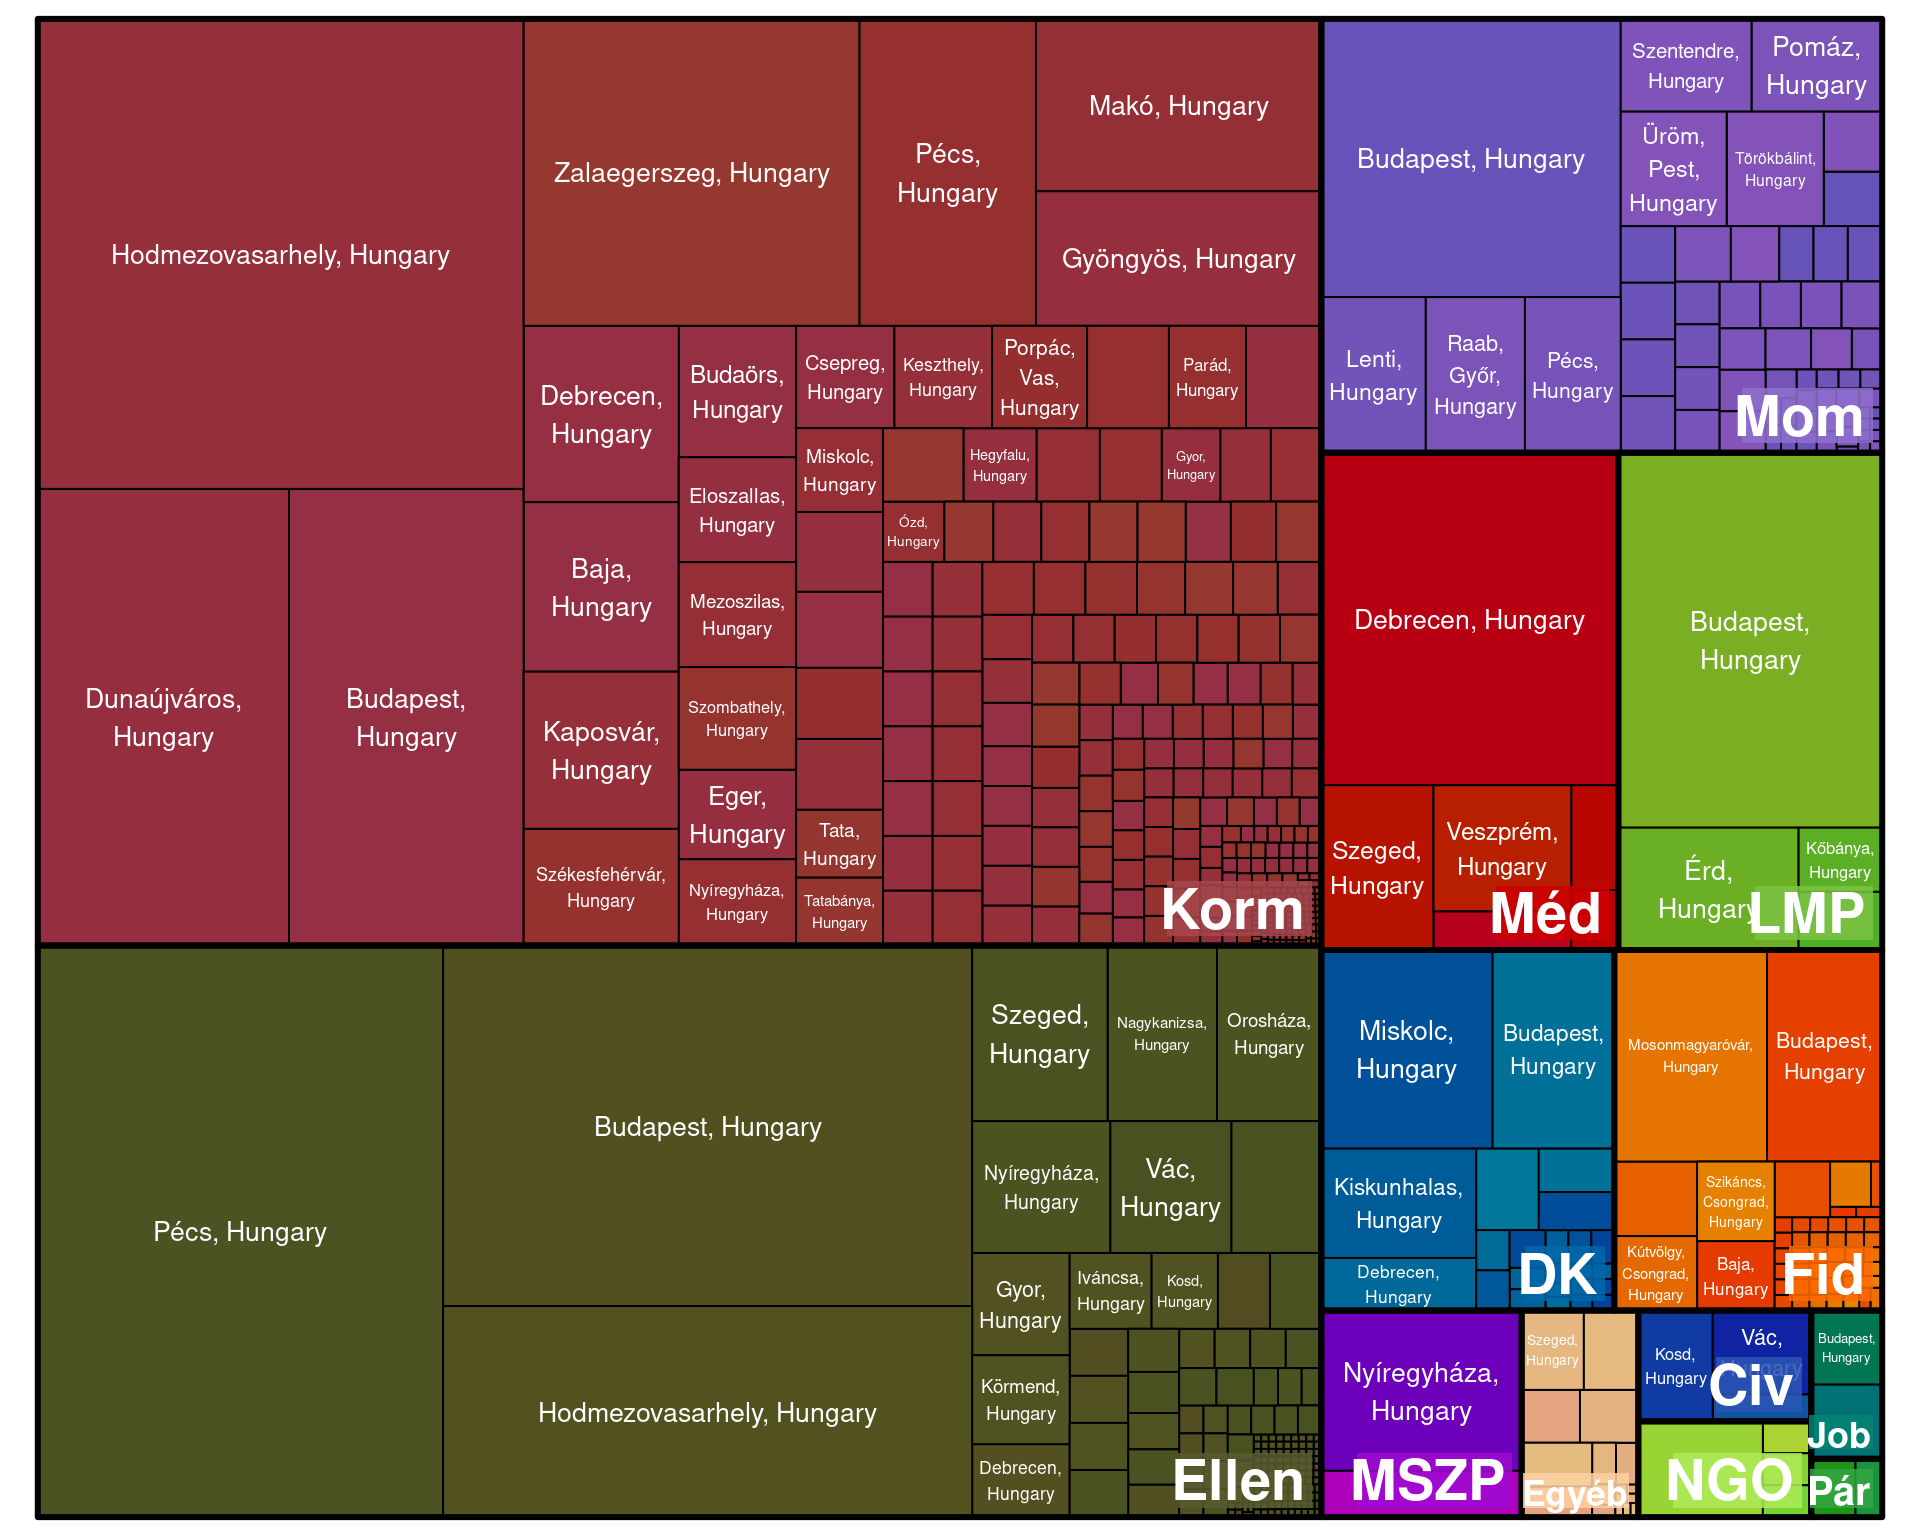 Hodmezovasarhely, Hungary
Dunaújváros,
Hungary
Budapest,
Hungary
Zalaegerszeg, Hungary
Pécs,
Hungary
Makó, Hungary
Gyöngyös, Hungary
Debrecen,
Hungary
Baja,
Hungary
Kaposvár,
Hungary
Székesfehérvár,
Hungary
Budaörs,
Hungary
Eloszallas,
Hungary
Mezoszilas,
Hungary
Szombathely,
Hungary
Eger,
Hungary
Nyíregyháza,
Hungary
Csepreg,
Hungary
Keszthely,
Hungary
Porpác,
Vas,
Hungary
Parád,
Hungary
Miskolc,
Hungary
Hegyfalu,
Hungary
Gyor,
Hungary
Ózd,
Hungary
Tata,
Hungary
Tatabánya,
Hungary
Korm
Budapest, Hungary
Szentendre,
Hungary
Pomáz,
Hungary
Üröm,
Pest,
Hungary
Törökbálint,
Hungary
Lenti,
Hungary
Raab,
Győr,
Hungary
Pécs,
Hungary
Mom
Debrecen, Hungary
Szeged,
Hungary
Veszprém,
Hungary
Méd
Budapest,
Hungary
Érd,
Hungary
Kőbánya,
Hungary
LMP
Pécs, Hungary
Budapest, Hungary
Hodmezovasarhely, Hungary
Szeged,
Hungary
Nagykanizsa,
Hungary
Orosháza,
Hungary
Nyíregyháza,
Hungary
Vác,
Hungary
Gyor,
Hungary
Iváncsa,
Hungary
Kosd,
Hungary
Körmend,
Hungary
Debrecen,
Hungary
Ellen
Miskolc,
Hungary
Budapest,
Hungary
Kiskunhalas,
Hungary
Debrecen,
Hungary
DK
Mosonmagyaróvár,
Hungary
Budapest,
Hungary
Szikáncs,
Csongrad,
Hungary
Kútvölgy,
Csongrad,
Hungary
Baja,
Hungary
Fid
Nyíregyháza,
Hungary
MSZP
Szeged,
Hungary
Egyéb
Kosd,
Hungary
Vác,
Hungary
Civ
Budapest,
Hungary
Job
NGO
Pár